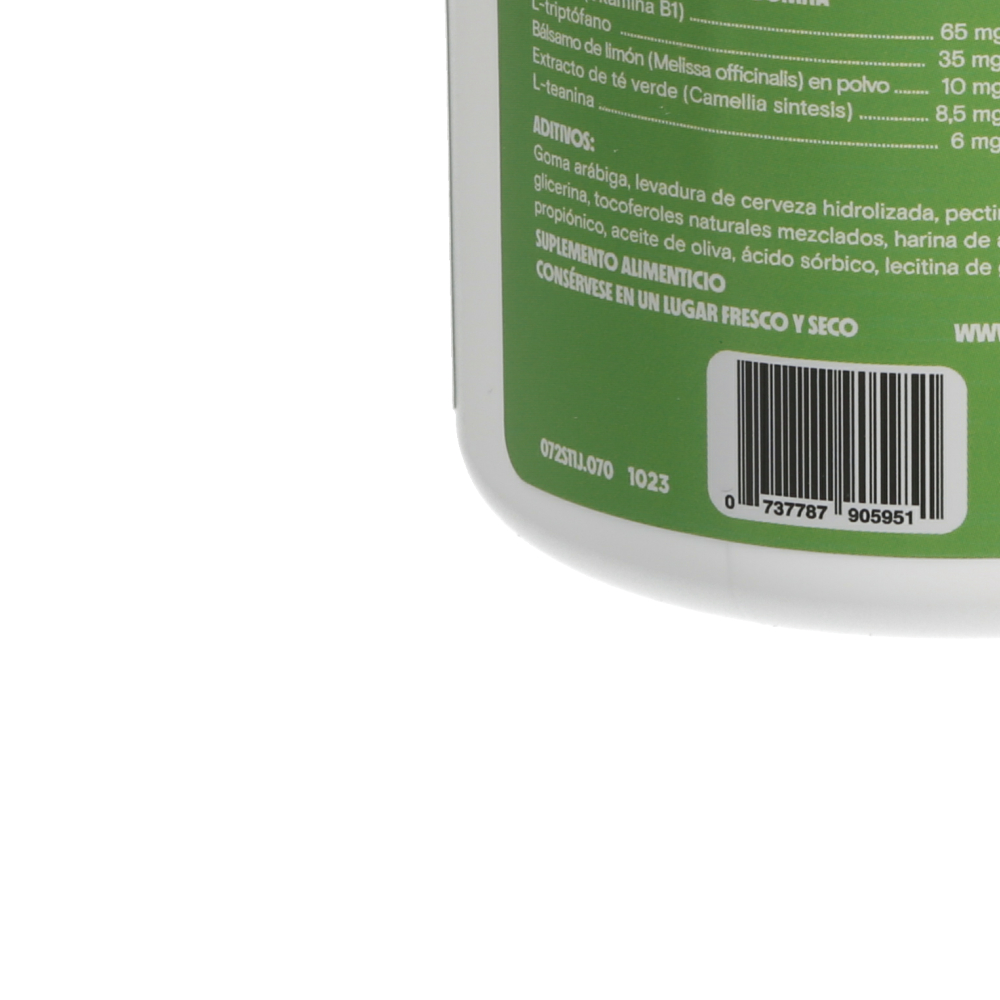 B1) 65 mg
L-triptófano 35 mg
Bálsamo de limón (Melissa officinalis) en polvo 10 mg
Extracto de té verde (Camellia sintesis) 8,5 mg
L-teanina 6 mg
ADITIVOS:
Goma arábiga, levadura de cerveza hidrolizada,
glicerina, tocoferoles naturales mezclados, harina de
propiónico, aceite de oliva, ácido sórbico, lecitina de
SUPLEMENTO ALIMENTICIO
CONSÉRVESE EN UN LUGAR FRESCO Y SECO
072STIJ.070 1023
0 737787 905951